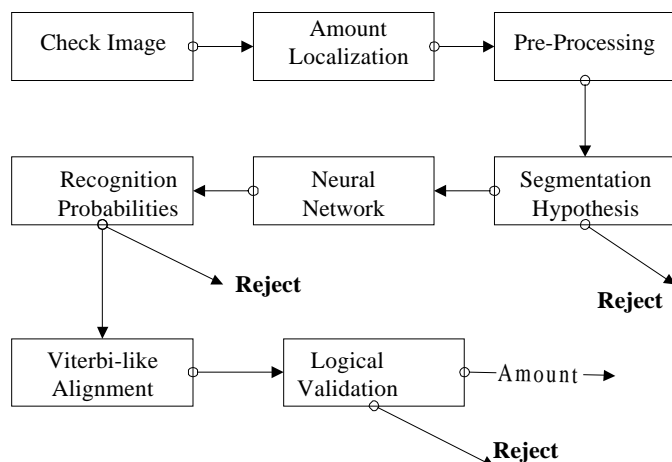 Check Image
Amount
Localization
Pre-Processing
Recognition
Probabilities
Neural
Network
Segmentation
Hypothesis
Reject
Reject
Viterbi-like
Alignment
Logical
Validation
Amount
Reject